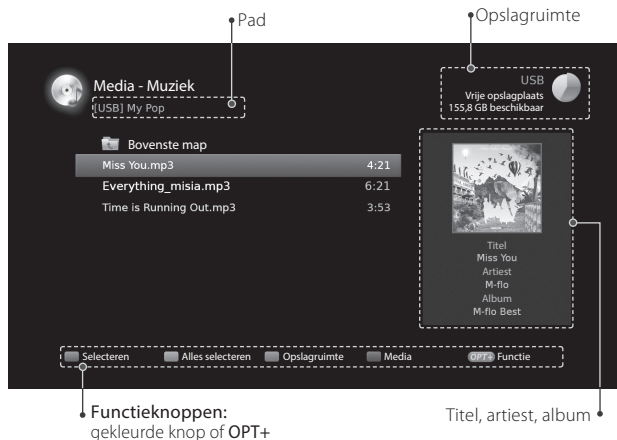 Pad
Opslagruimte
Media - Muziek
[USB] My Pop
USB
Vrije opslagplaats
155,8 GB beschikbaar
Bovenste map
Miss You.mp3 4:21
Everything_misia.mp3 6:21
Time is Running Out.mp3 3:53
Titel
Miss You
Artiest
M-flo
Album
M-flo Best
Selecteren Alles selecteren Opslagruimte Media OPT+ Functie
Functieknoppen:
gekleurde knop of OPT+
Titel, artiest, album